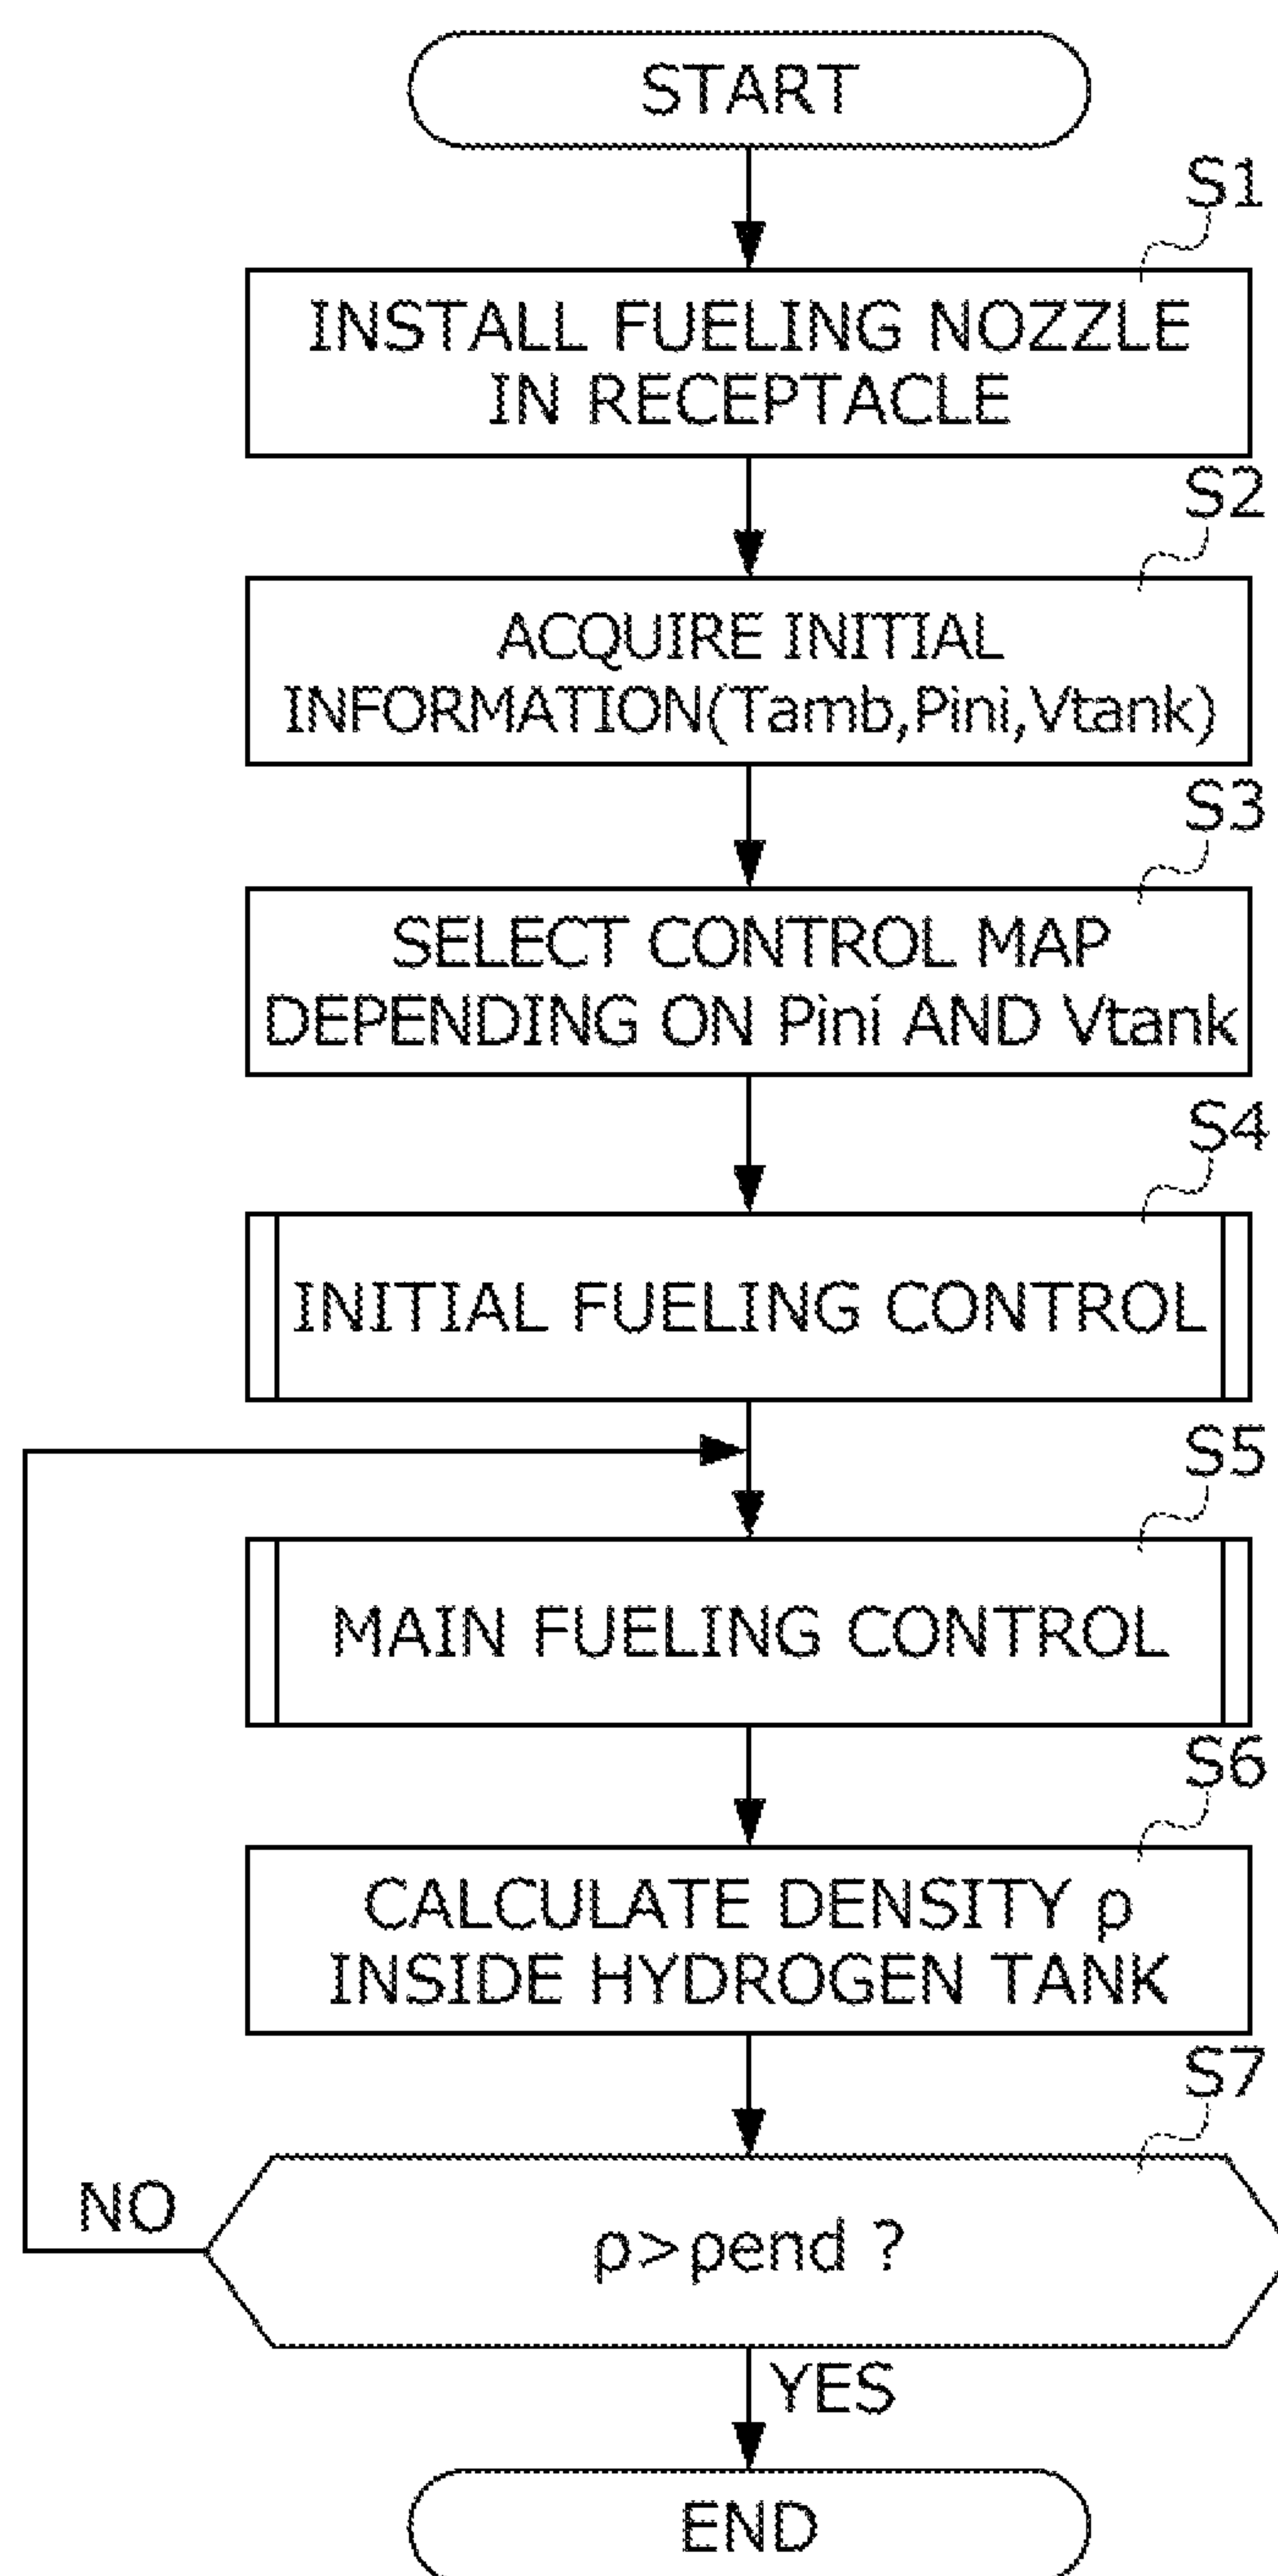 START
S1
INSTALL FUELING NOZZLE
IN RECEPTACLE
S2
ACQUIRE INITIAL
INFORMATION(Tamb,Pini,Vtank)
S3
SELECT CONTROL MAP
DEPENDING ON Pini AND Vtank
S4
INITIAL FUELING CONTROL
S5
MAIN FUELING CONTROL
S6
CALCULATE DENSITY ρ
INSIDE HYDROGEN TANK
S7
NO
ρ>ρend ?
YES
END